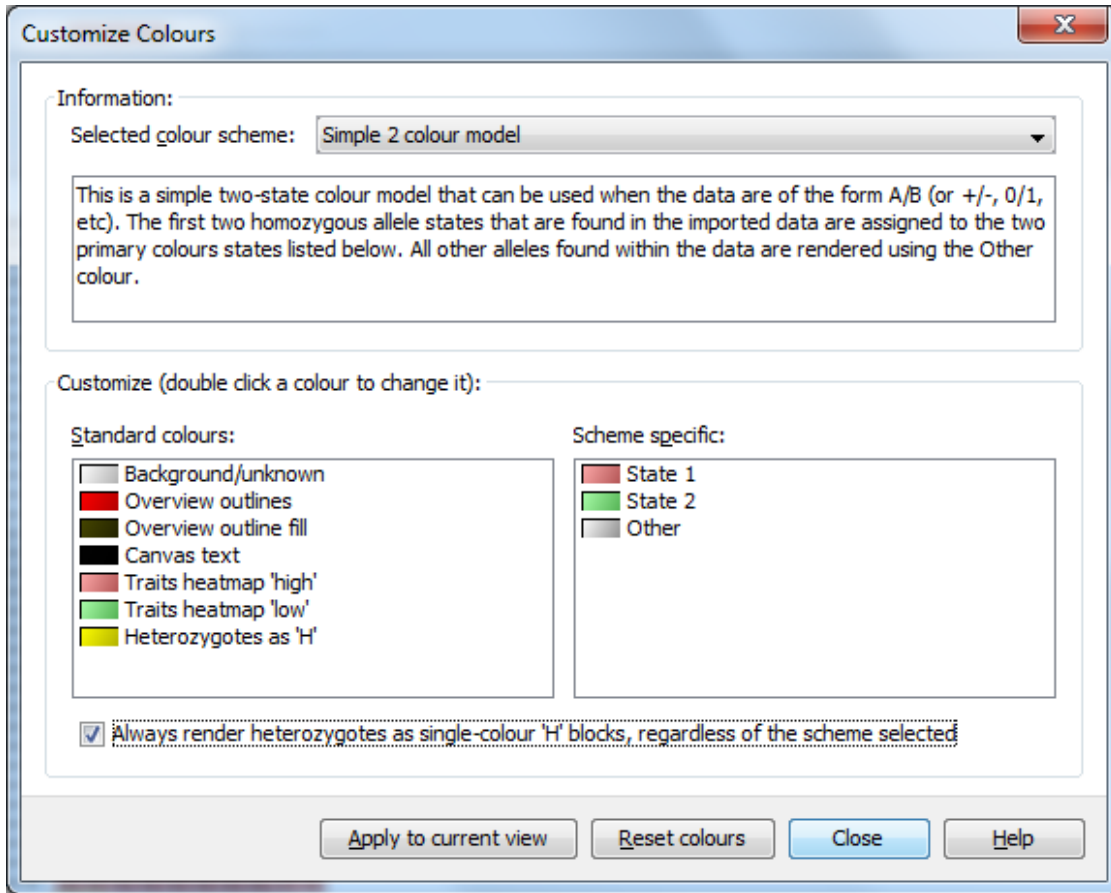 Customize Colours
Information:
Selected colour scheme: Simple 2 colour model
This is a simple two-state colour model that can be used when the data are of the form A/B (or +/-, 0/1,
etc). The first two homozygous allele states that are found in the imported data are assigned to the two
primary colours states listed below. All other alleles found within the data are rendered using the Other
colour.
Customize (double click a colour to change it):
Standard colours:
Background/unknown
Overview outlines
Overview outline fill
Canvas text
Traits heatmap 'high'
Traits heatmap 'low'
Heterozygotes as 'H'
Scheme specific:
State 1
State 2
Other
Always render heterozygotes as single-colour 'H' blocks, regardless of the scheme selected
Apply to current view Reset colours Close Help